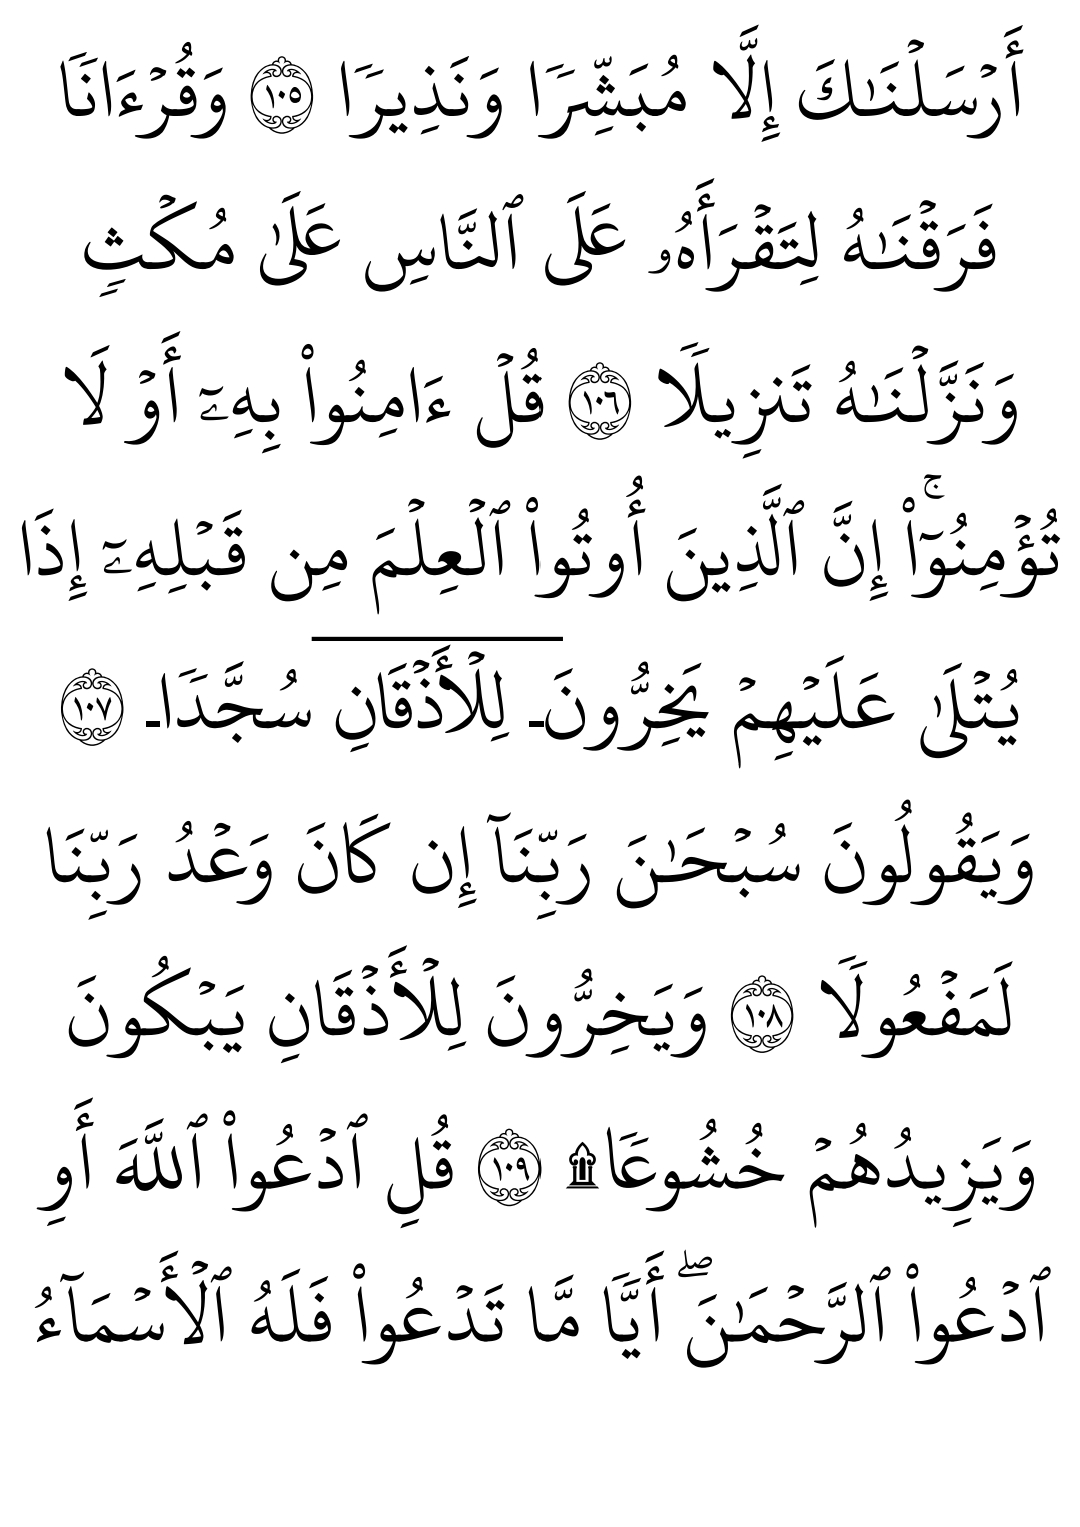 أَرۡسَلۡنَـٰكَ إِلَّا مُبَشِّرࣰا وَنَذِيرࣰا ۝١٠٥ وَقُرۡءَانࣰا
فَرَقۡنَـٰهُ لِتَقۡرَأَهُۥ عَلَى ٱلنَّاسِ عَلَىٰ مُكۡثࣲ
وَنَزَّلۡنَـٰهُ تَنزِيلࣰا ۝١٠٦ قُلۡ ءَامِنُوا۟ بِهِۦۤ أَوۡ لَا
تُؤۡمِنُوۤا۟ۚ إِنَّ ٱلَّذِينَ أُوتُوا۟ ٱلۡعِلۡمَ مِن قَبۡلِهِۦۤ إِذَا
يُتۡلَىٰ عَلَيۡهِمۡ يَخِرُّونَـ لِلۡأَذۡقَانِ سُجَّدࣰاـ ۝١٠٧
وَيَقُولُونَ سُبۡحَـٰنَ رَبِّنَاۤ إِن كَانَ وَعۡدُ رَبِّنَا
لَمَفۡعُولࣰا ۝١٠٨ وَيَخِرُّونَ لِلۡأَذۡقَانِ يَبۡكُونَ
وَيَزِيدُهُمۡ خُشُوعࣰا۩ ۝١٠٩ قُلِ ٱدۡعُوا۟ ٱللَّهَ أَوِ
ٱدۡعُوا۟ ٱلرَّحۡمَـٰنَۖ أَيࣰّا مَّا تَدۡعُوا۟ فَلَهُ ٱلۡأَسۡمَاۤءُ